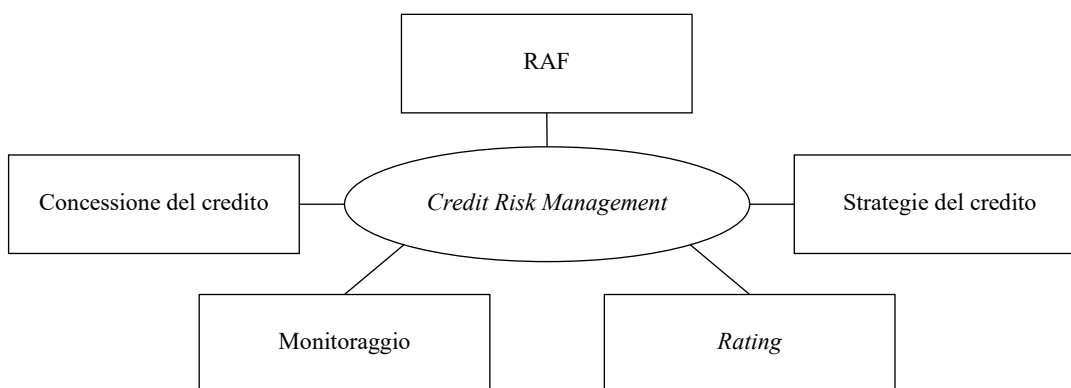 RAF
Concessione del credito
Credit Risk Management
Strategie del credito
Monitoraggio
Rating